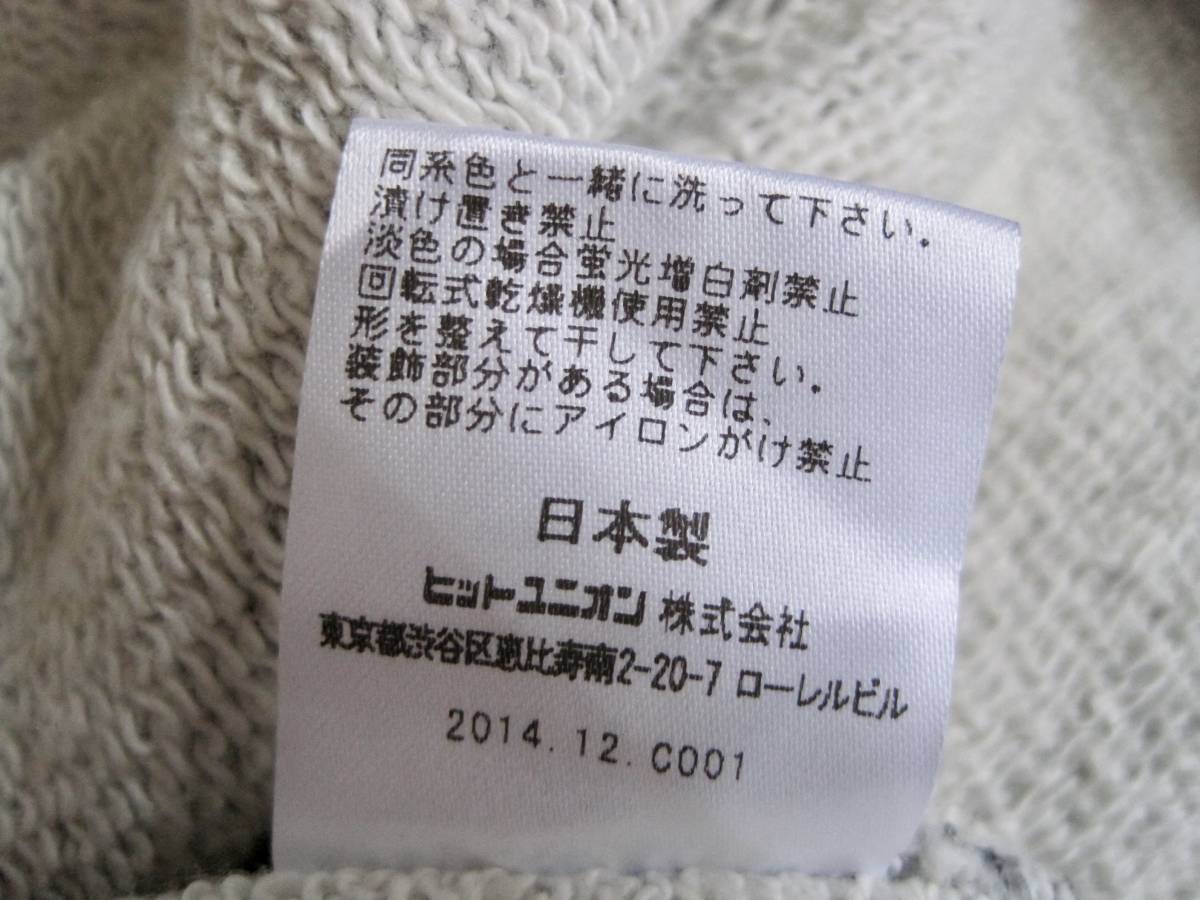 同系色と一緒に洗って下さい.
漬け置き禁止
淡色の場合蛍光増白剤禁止
回転式乾燥機使用禁止
形を整えて干して下さい.
装飾部分がある場合は、
その部分にアイロンがけ禁止
日本製
ヒットユニオン 株式会社
東京都渋谷区恵比寿南2-20-7 ローレルビル
2014.12.C001